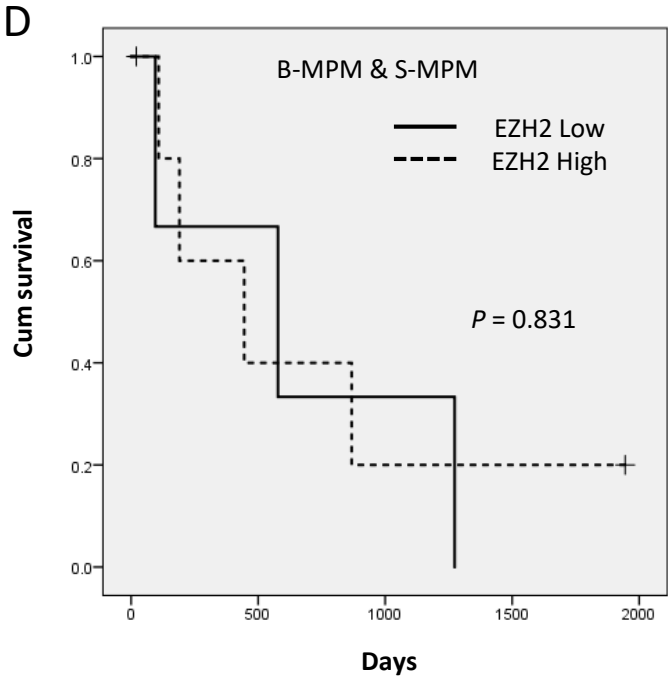 D
B-MPM & S-MPM
EZH2 Low
EZH2 High
P = 0.831
Cum survival
1.0
0.8
0.6
0.4
0.2
0.0
0 500 1000 1500 2000
Days